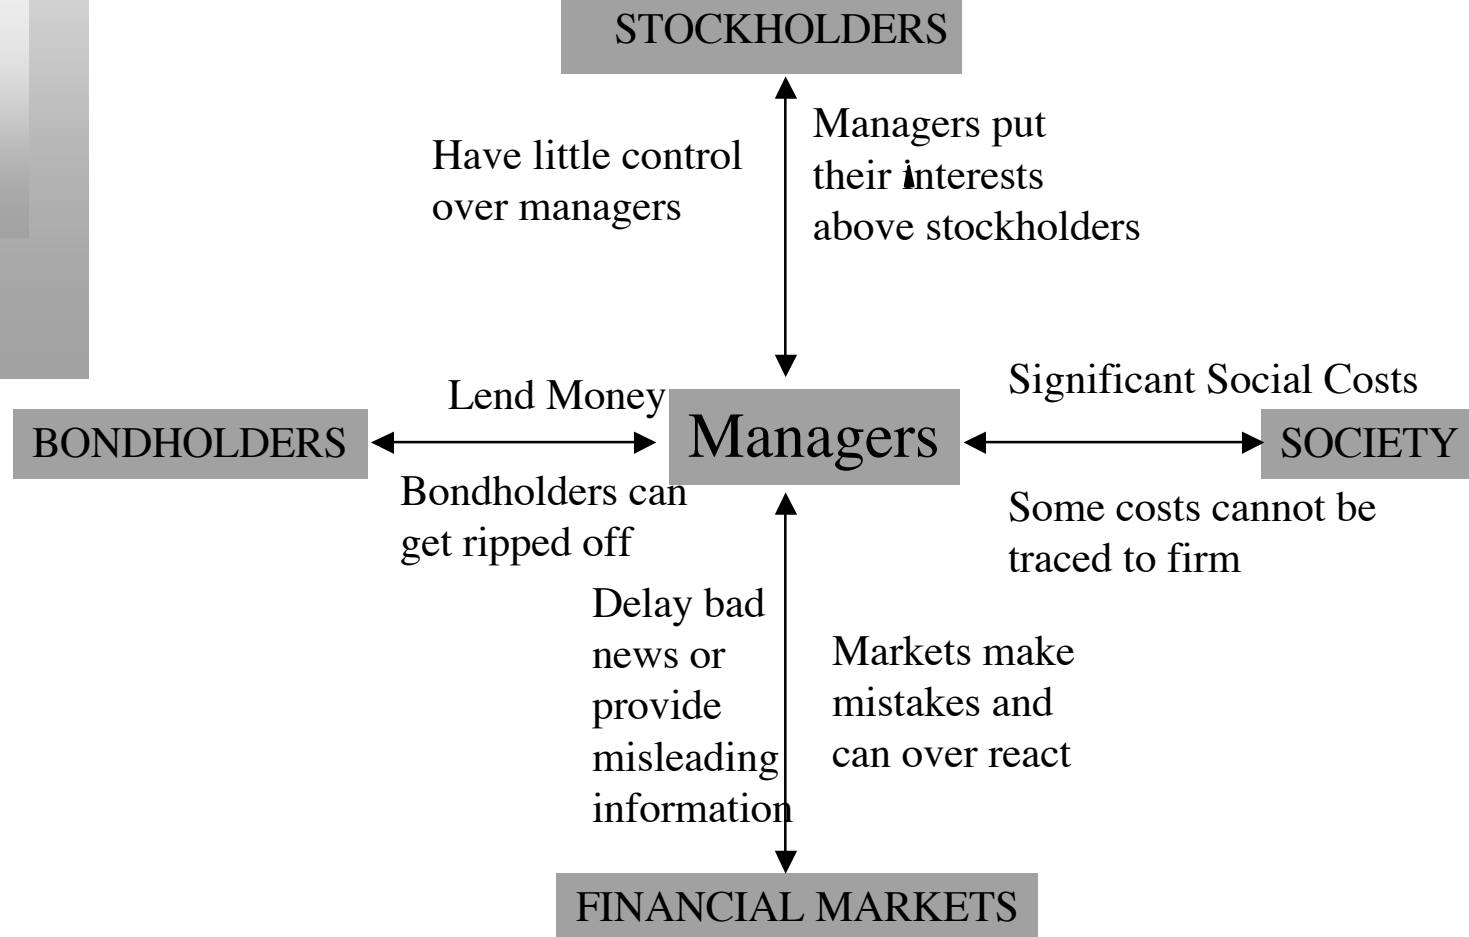 STOCKHOLDERS
Have little control
over managers
Managers put
their interests
above stockholders
Lend Money
BONDHOLDERS
Bondholders can
get ripped off
Managers
Significant Social Costs
SOCIETY
Some costs cannot be
traced to firm
Delay bad
news or
provide
misleading
information
Markets make
mistakes and
can over react
FINANCIAL MARKETS